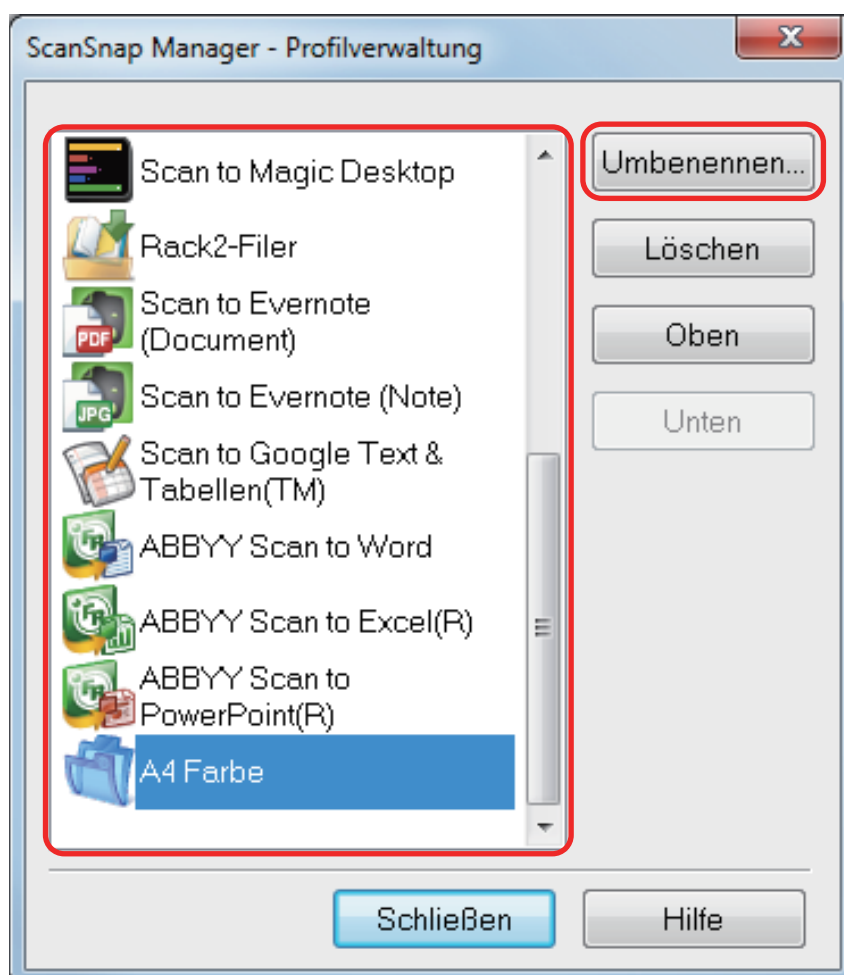 ScanSnap Manager - Profilverwaltung
Scan to Magic Desktop
Rack2-Filer
PDF
Scan to Evernote
(Document)
JPG
Scan to Evernote (Note)
Scan to Google Text &
Tabellen(TM)
ABBYY Scan to Word
ABBYY Scan to Excel(R)
ABBYY Scan to
PowerPoint(R)
A4 Farbe
Umbenennen...
Löschen
Oben
Unten
Schließen
Hilfe